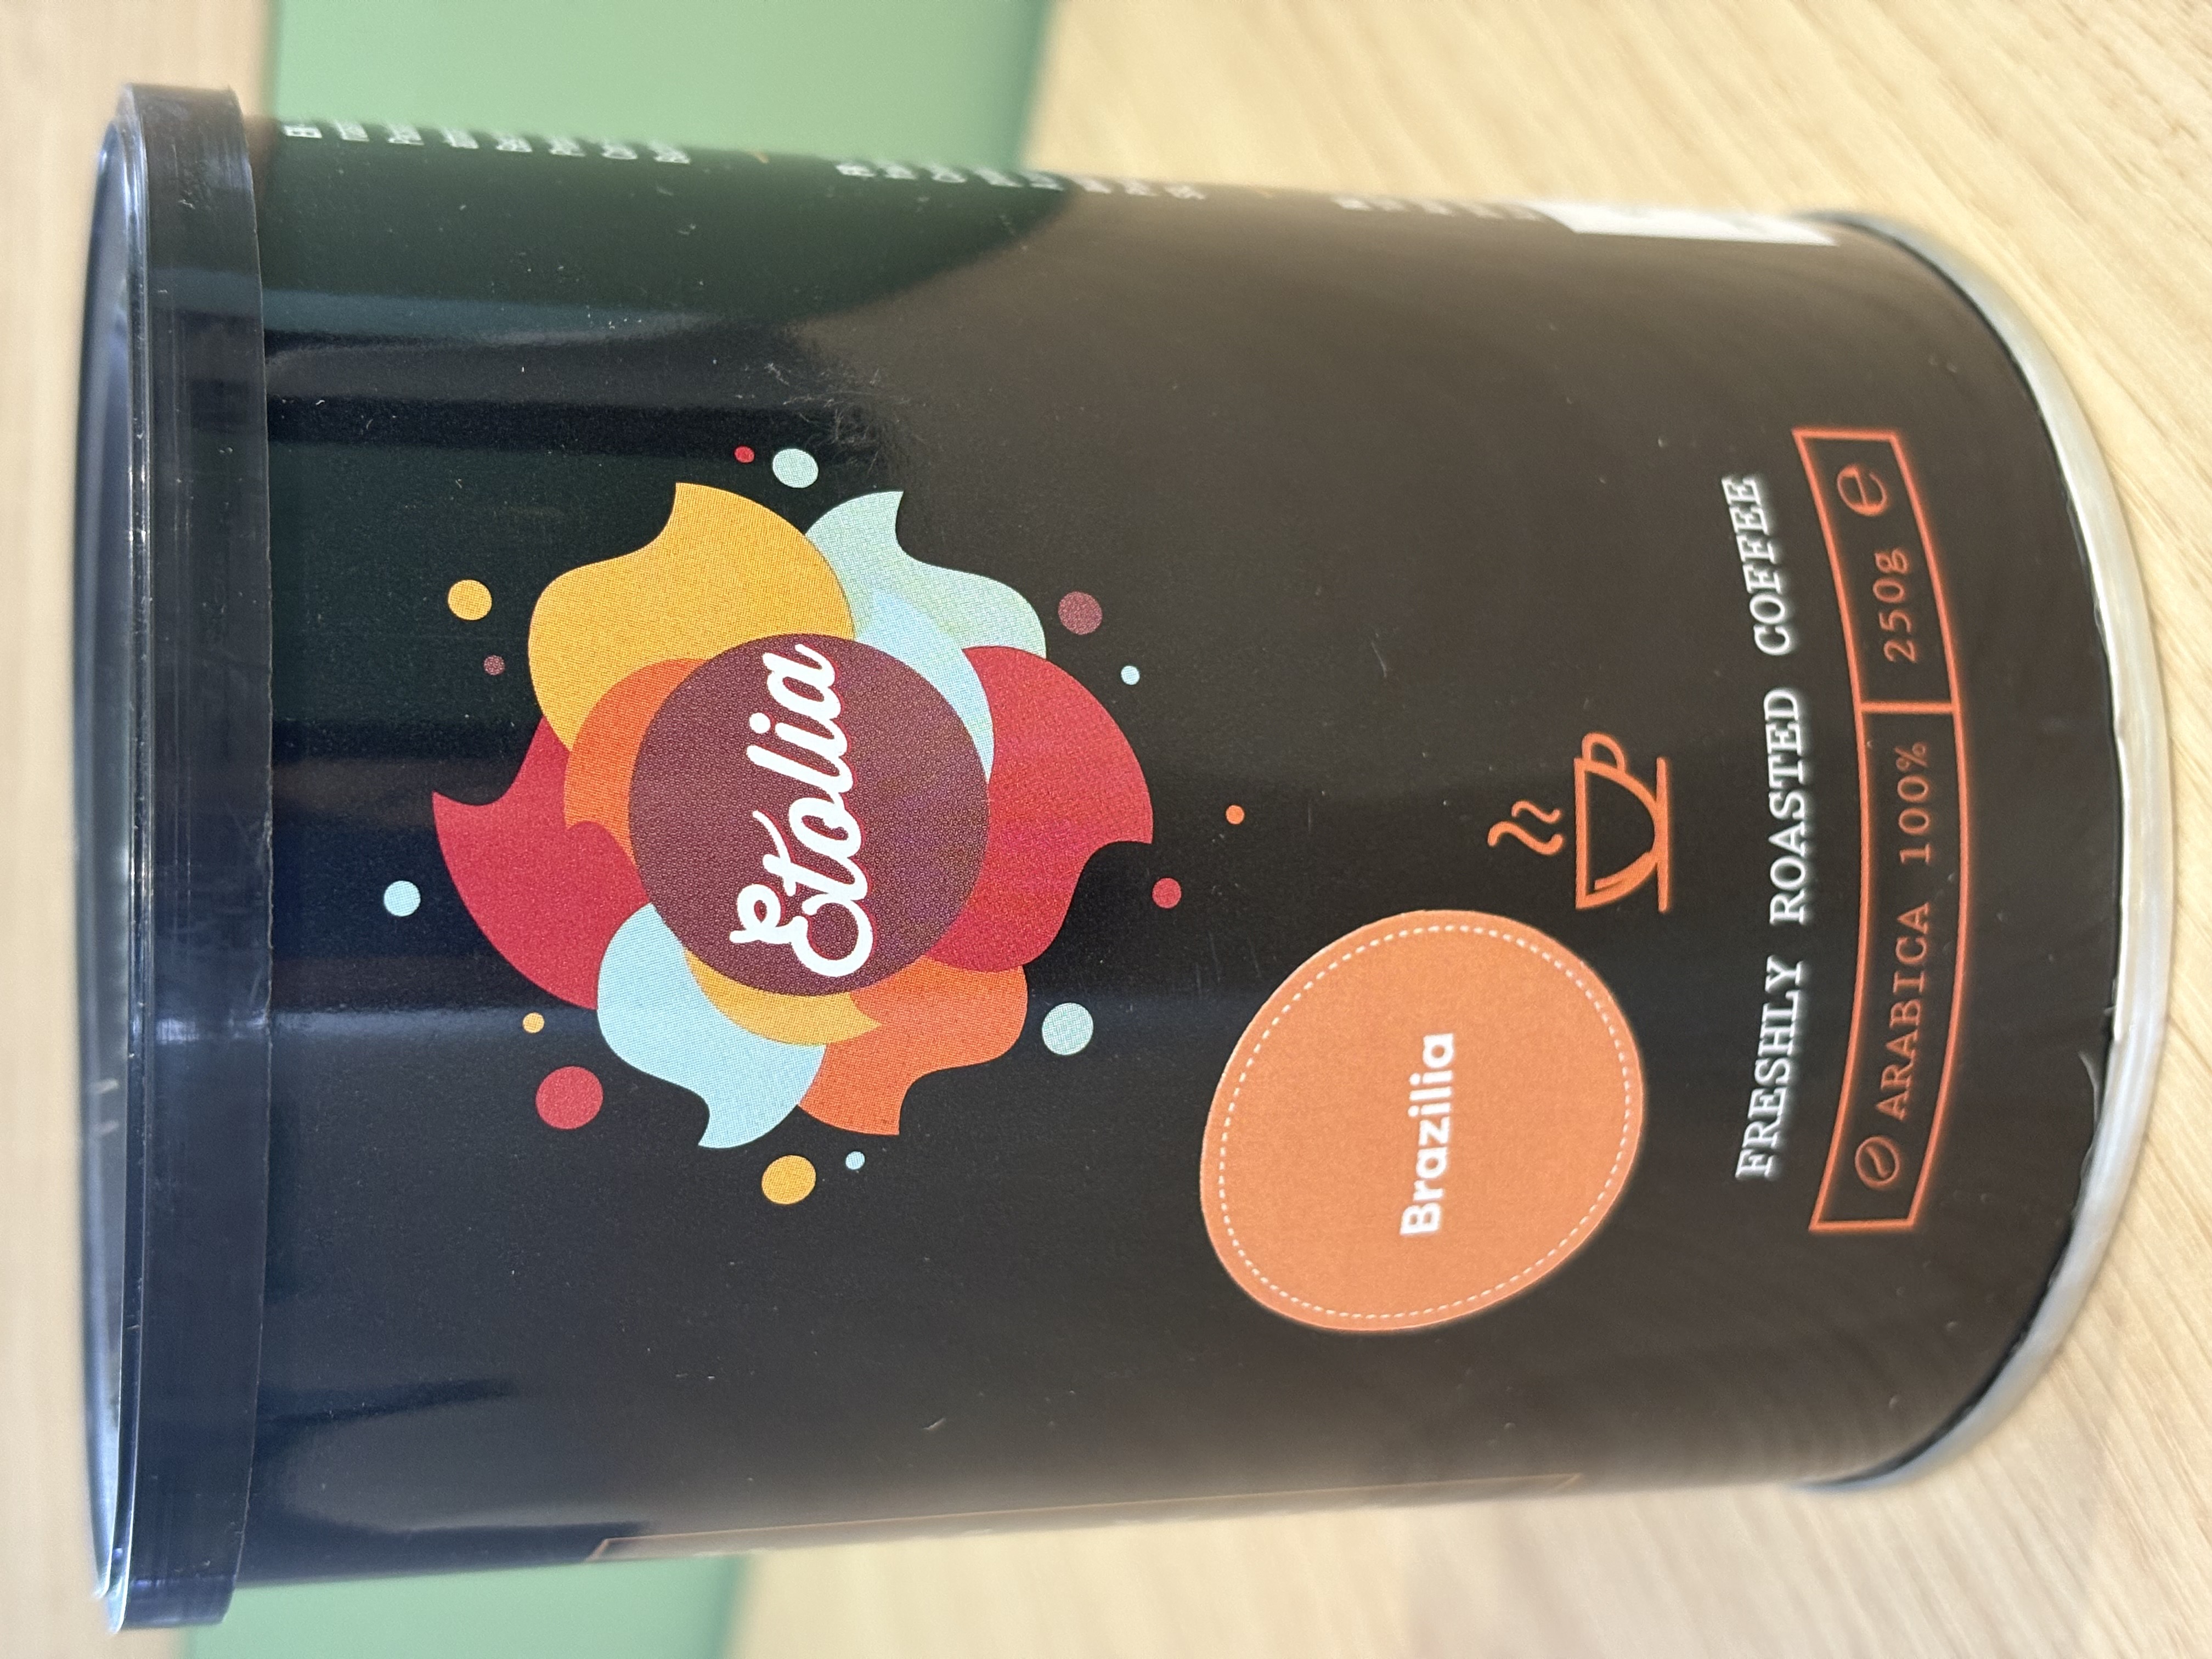 Etolia
Brazilia
FRESHLY ROASTED COFFEE
ARABICA 100% 250g ℮